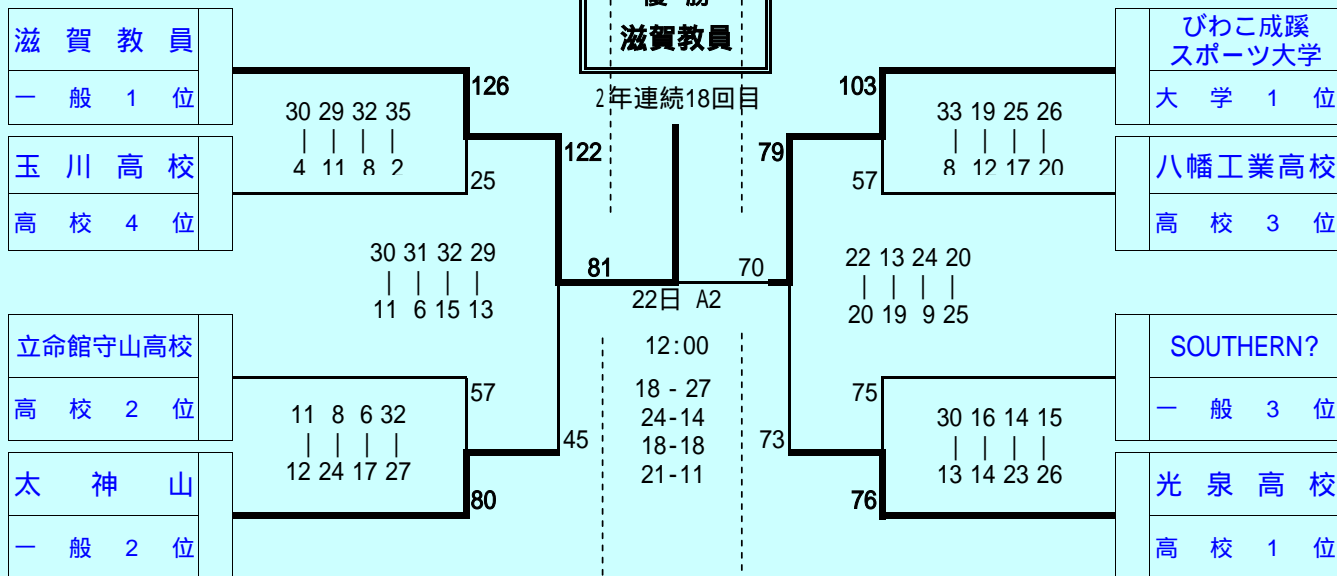 優 勝
滋賀教員
2年連続18回目
滋賀教員
一般1位
126
30 29 32 35
| | | |
4 11 8 2
玉川高校
高校4位
25
122
30 31 32 29
| | | |
11 6 15 13
立命館守山高校
高校2位
57
11 8 6 32
| | | |
12 24 17 27
太神山
一般2位
80
45
81
70
22日 A2
12:00
18 - 27
24-14
18-18
21-11
びわこ成蹊
スポーツ大学
大学1位
103
33 19 25 26
| | | |
8 12 17 20
八幡工業高校
高校3位
57
79
22 13 24 20
| | | |
20 19 9 25
SOUTHERN?
一般3位
75
30 16 14 15
| | | |
13 14 23 26
光泉高校
高校1位
76
73